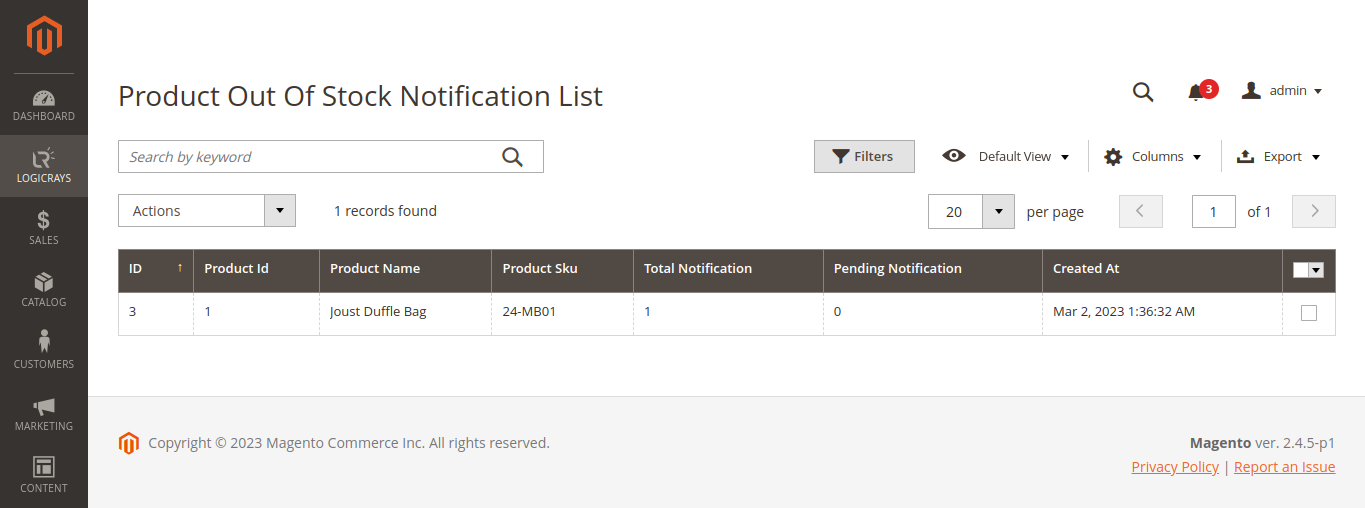 DASHBOARD
LOGICRAYS
SALES
CATALOG
CUSTOMERS
MARKETING
CONTENT
Product Out Of Stock Notification List
3
admin
Search by keyword
Filters
Default View
Columns
Export
Actions
1 records found
20
per page
1
of 1
ID ↑ Product Id Product Name Product Sku Total Notification Pending Notification Created At
3 1 Joust Duffle Bag 24-MB01 1 0 Mar 2, 2023 1:36:32 AM
Copyright © 2023 Magento Commerce Inc. All rights reserved.
Magento ver. 2.4.5-p1
Privacy Policy | Report an Issue